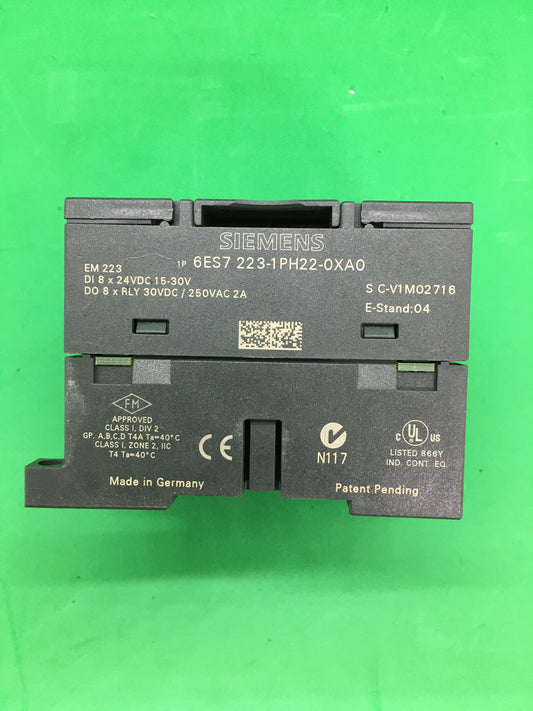 SIEMENS
EM 223
1P 6ES7 223-1PH22-0XA0
DI 8 x 24VDC 15-30V
DO 8 x RLY 30VDC / 250VAC 2A
S C-V1M02716
E-Stand:04
FM
APPROVED
CLASS I, DIV 2
GP. A,B,C,D T4A Ta=40°C
CLASS I, ZONE 2, IIC
T4 Ta=40°C
CE
N117
C UL US
LISTED 866Y
IND. CONT. EQ.
Made in Germany
Patent Pending